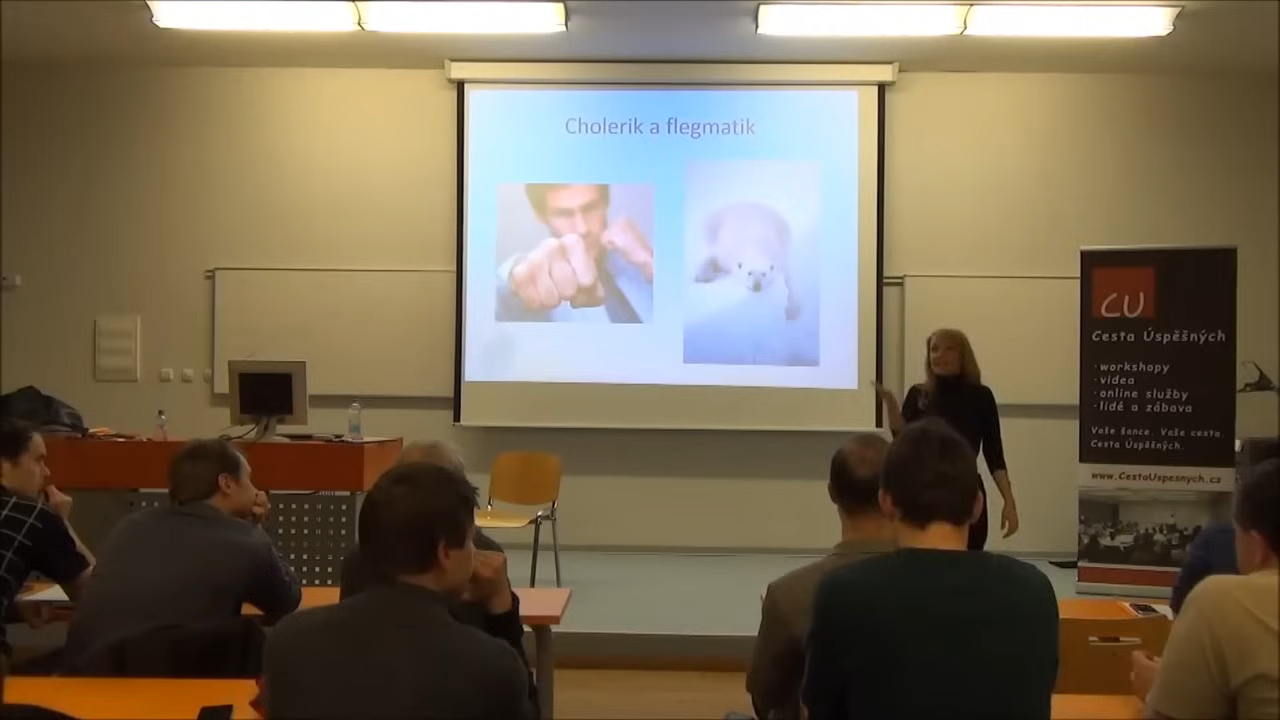 Cholerik a flegmatik
CU
Cesta Úspěšných
·workshopy
·videa
·online služby
·lidé a zábava
Vaše šance. Vaše cesta.
Cesta Úspěšných.
www.CestaUspesnych.cz